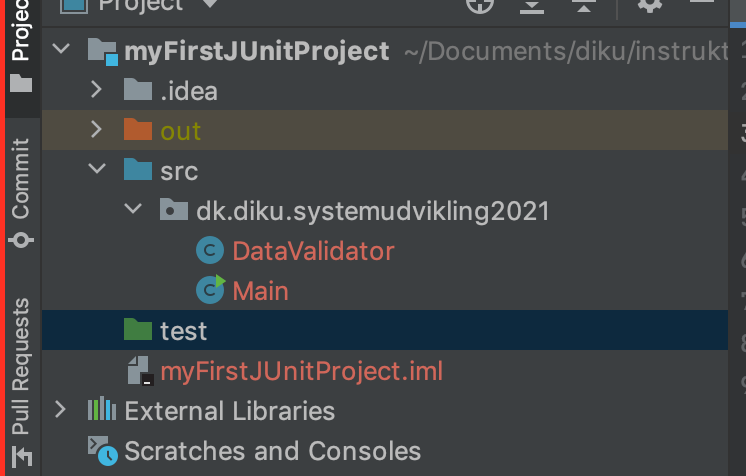 Project
myFirstJUnitProject ~/Documents/diku/instrukt
.idea
out
src
dk.diku.systemudvikling2021
DataValidator
Main
test
myFirstJUnitProject.iml
External Libraries
Scratches and Consoles
Project
Commit
Pull Requests